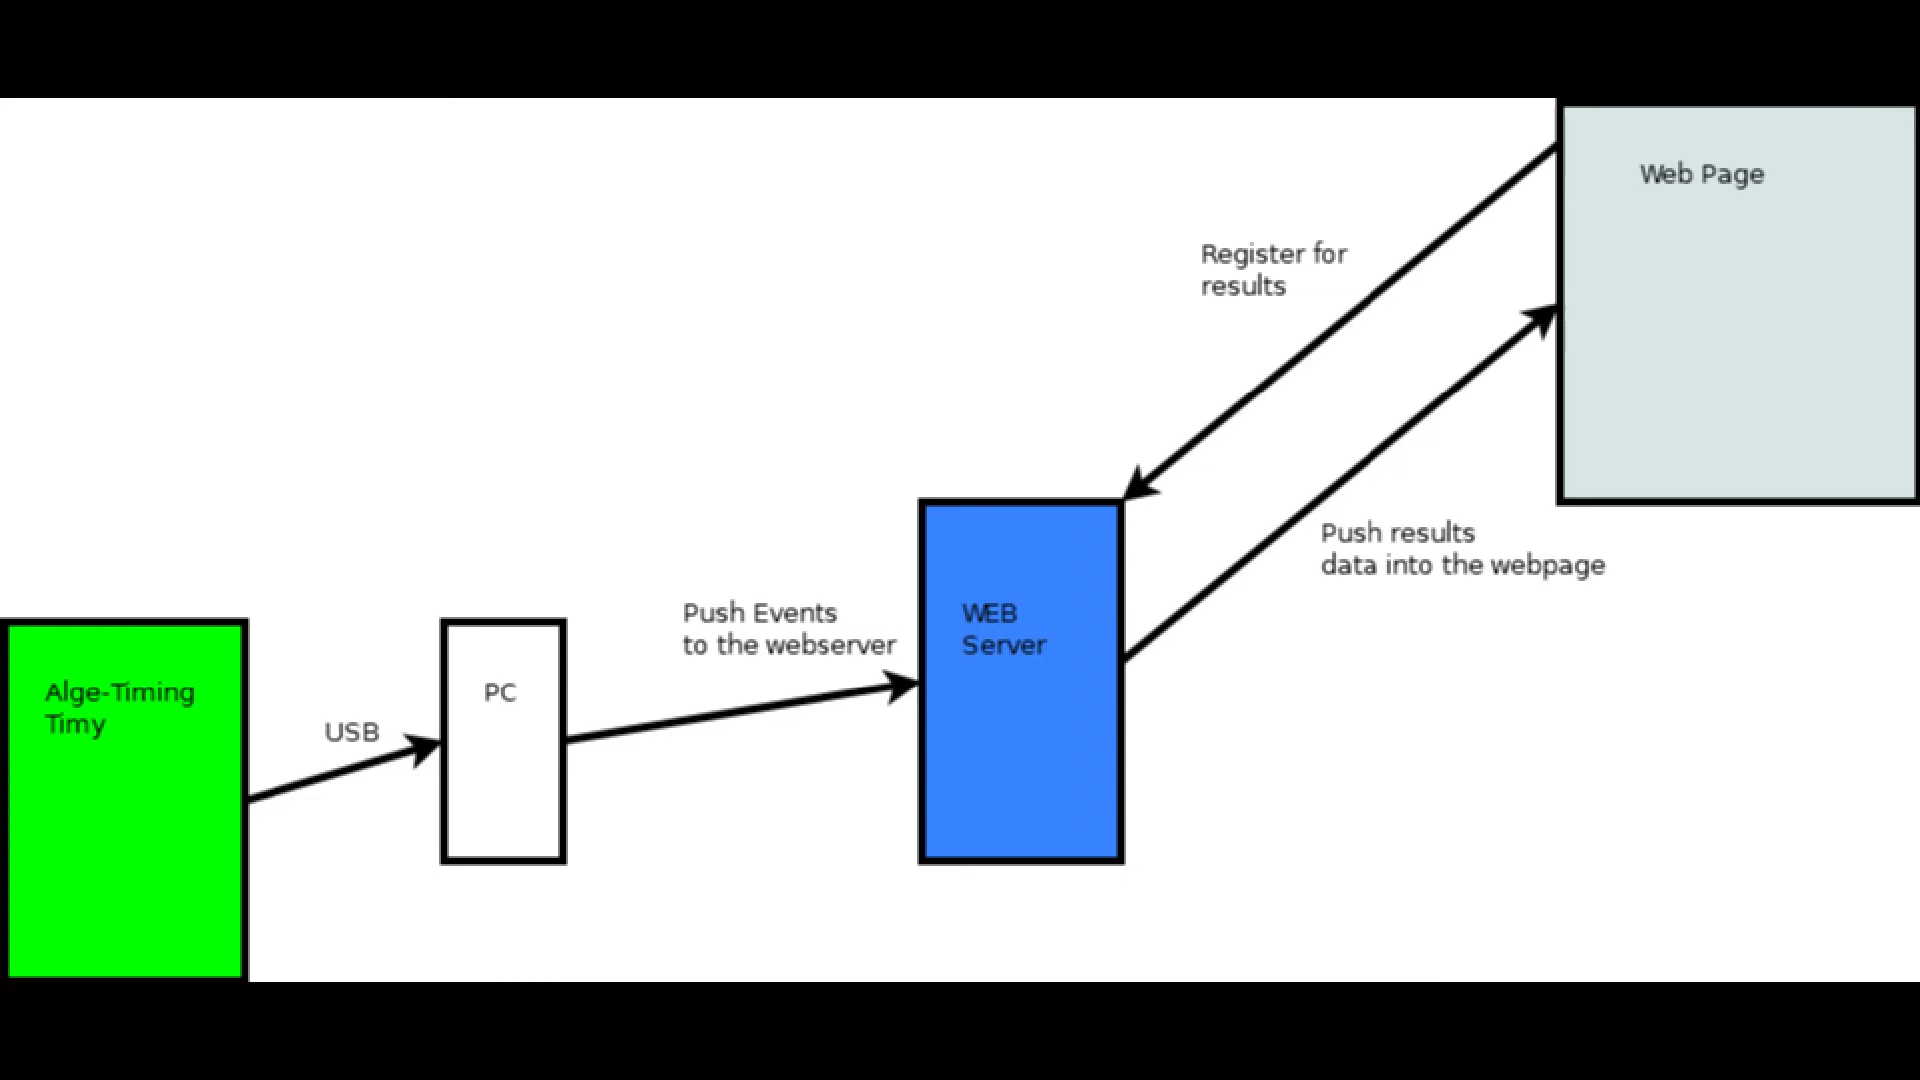 Web Page
Register for
results
Push results
data into the webpage
Push Events
to the webserver
WEB
Server
Alge-Timing
Timy
USB
PC